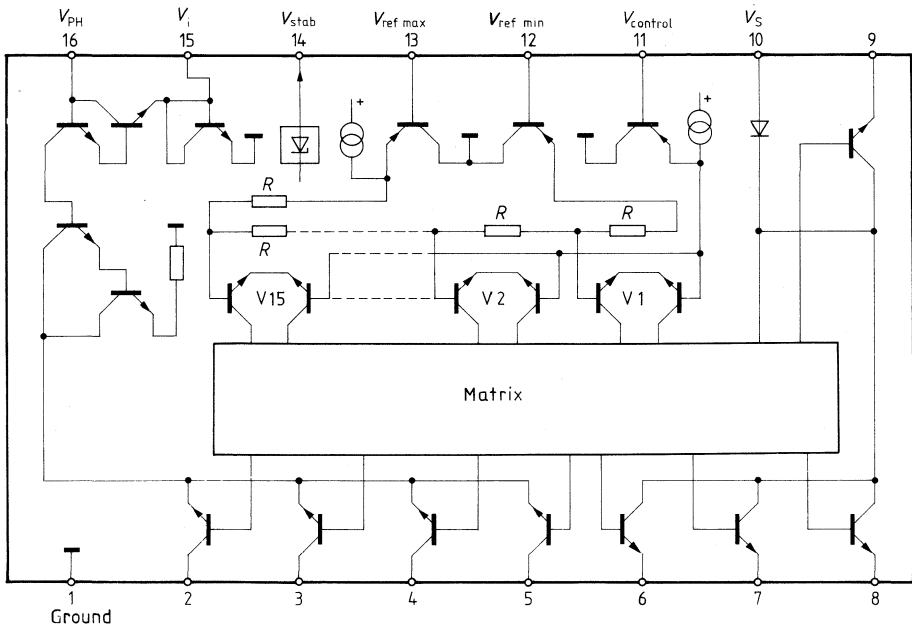 V_PH V_i V_stab V_ref max V_ref min V_control V_S
16 15 14 13 12 11 10 9
+ +
R
R R R
V15 V2 V1
Matrix
1 2 3 4 5 6 7 8
Ground